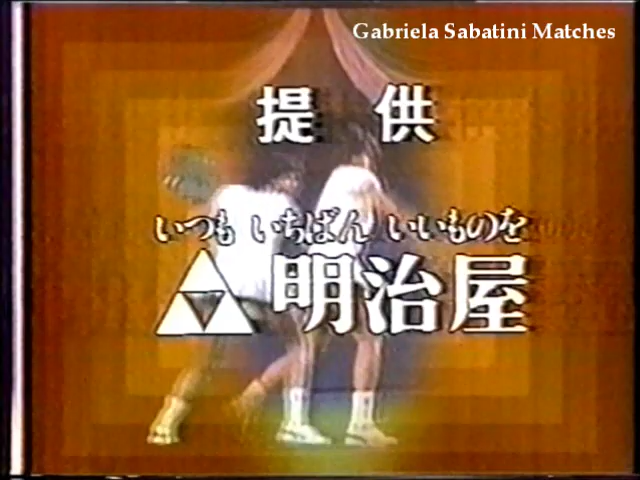 Gabriela Sabatini Matches
提 供
いつも いちばん いいものを
明治屋